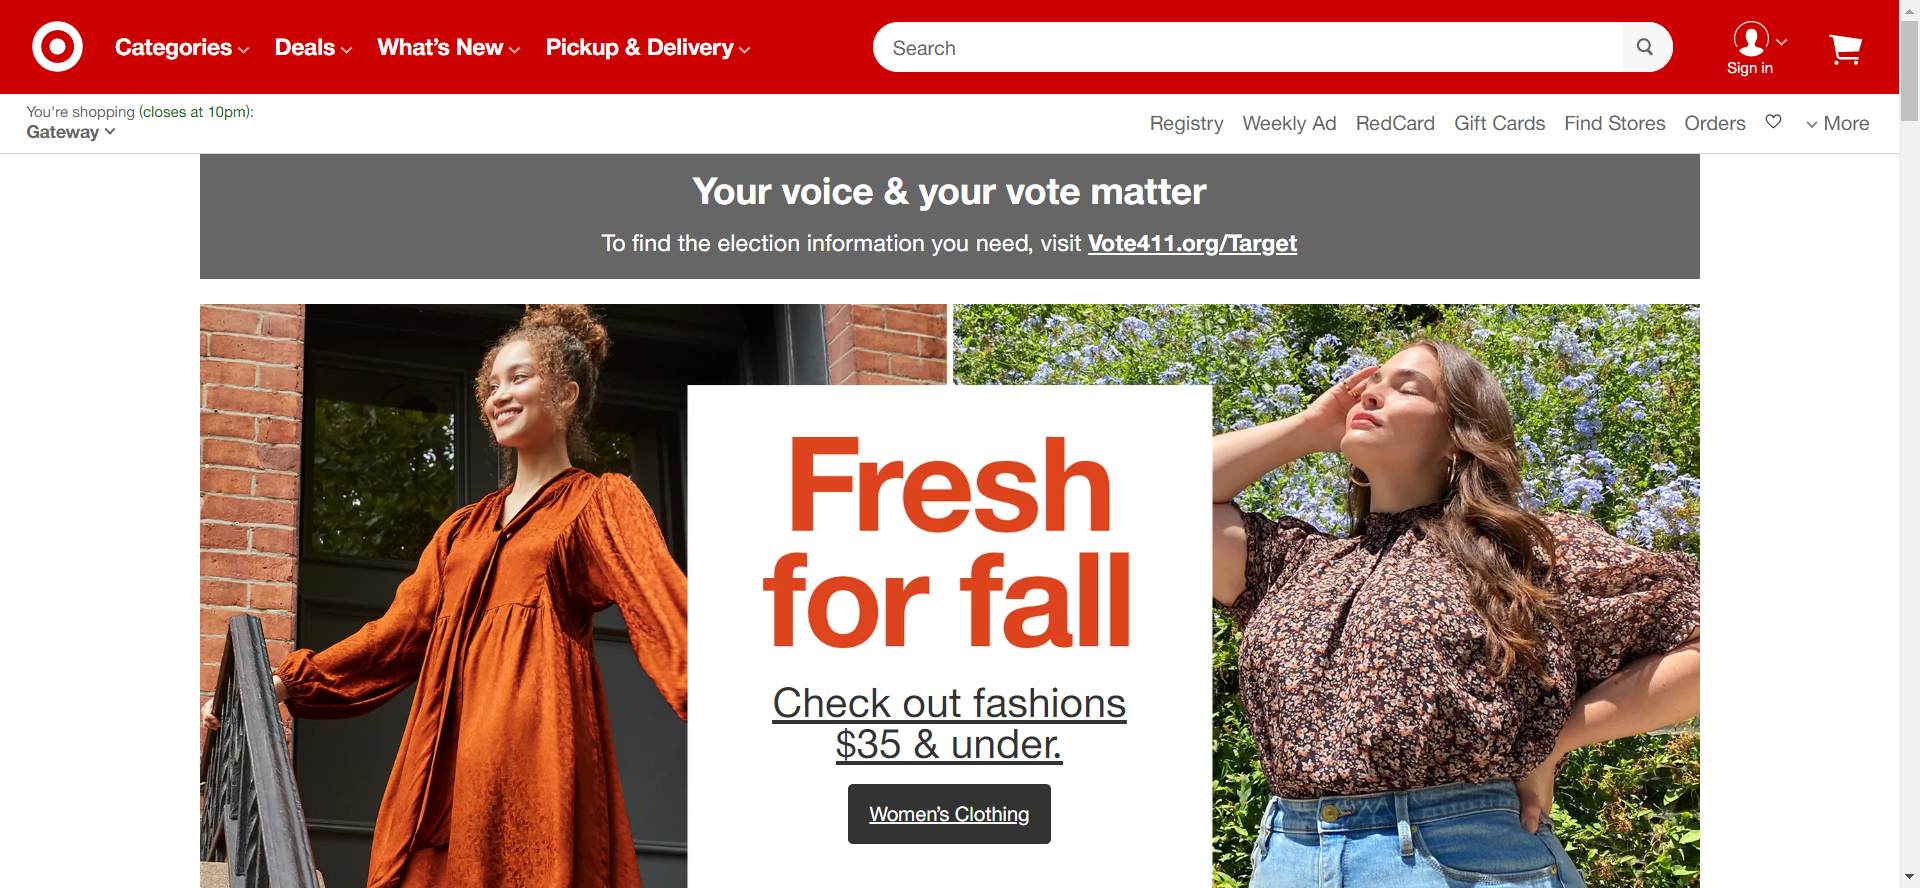 Categories
Deals
What's New
Pickup & Delivery
Search
Sign in
You're shopping (closes at 10pm):
Gateway
Registry
Weekly Ad
RedCard
Gift Cards
Find Stores
Orders
More
Your voice & your vote matter
To find the election information you need, visit Vote411.org/Target
Fresh
for fall
Check out fashions
$35 & under.
Women's Clothing